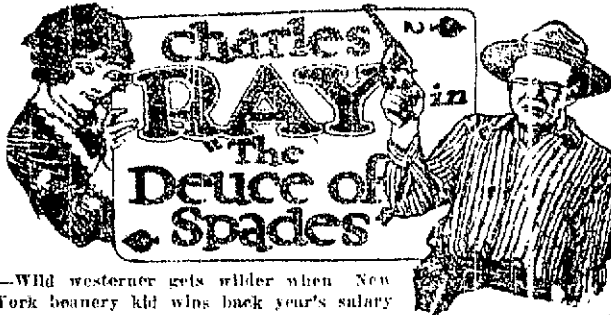 charles
RAY
in
"The
Deuce of
Spades"
2
—Wild westerner gets wilder when New
York beanery kid wins back year's salary